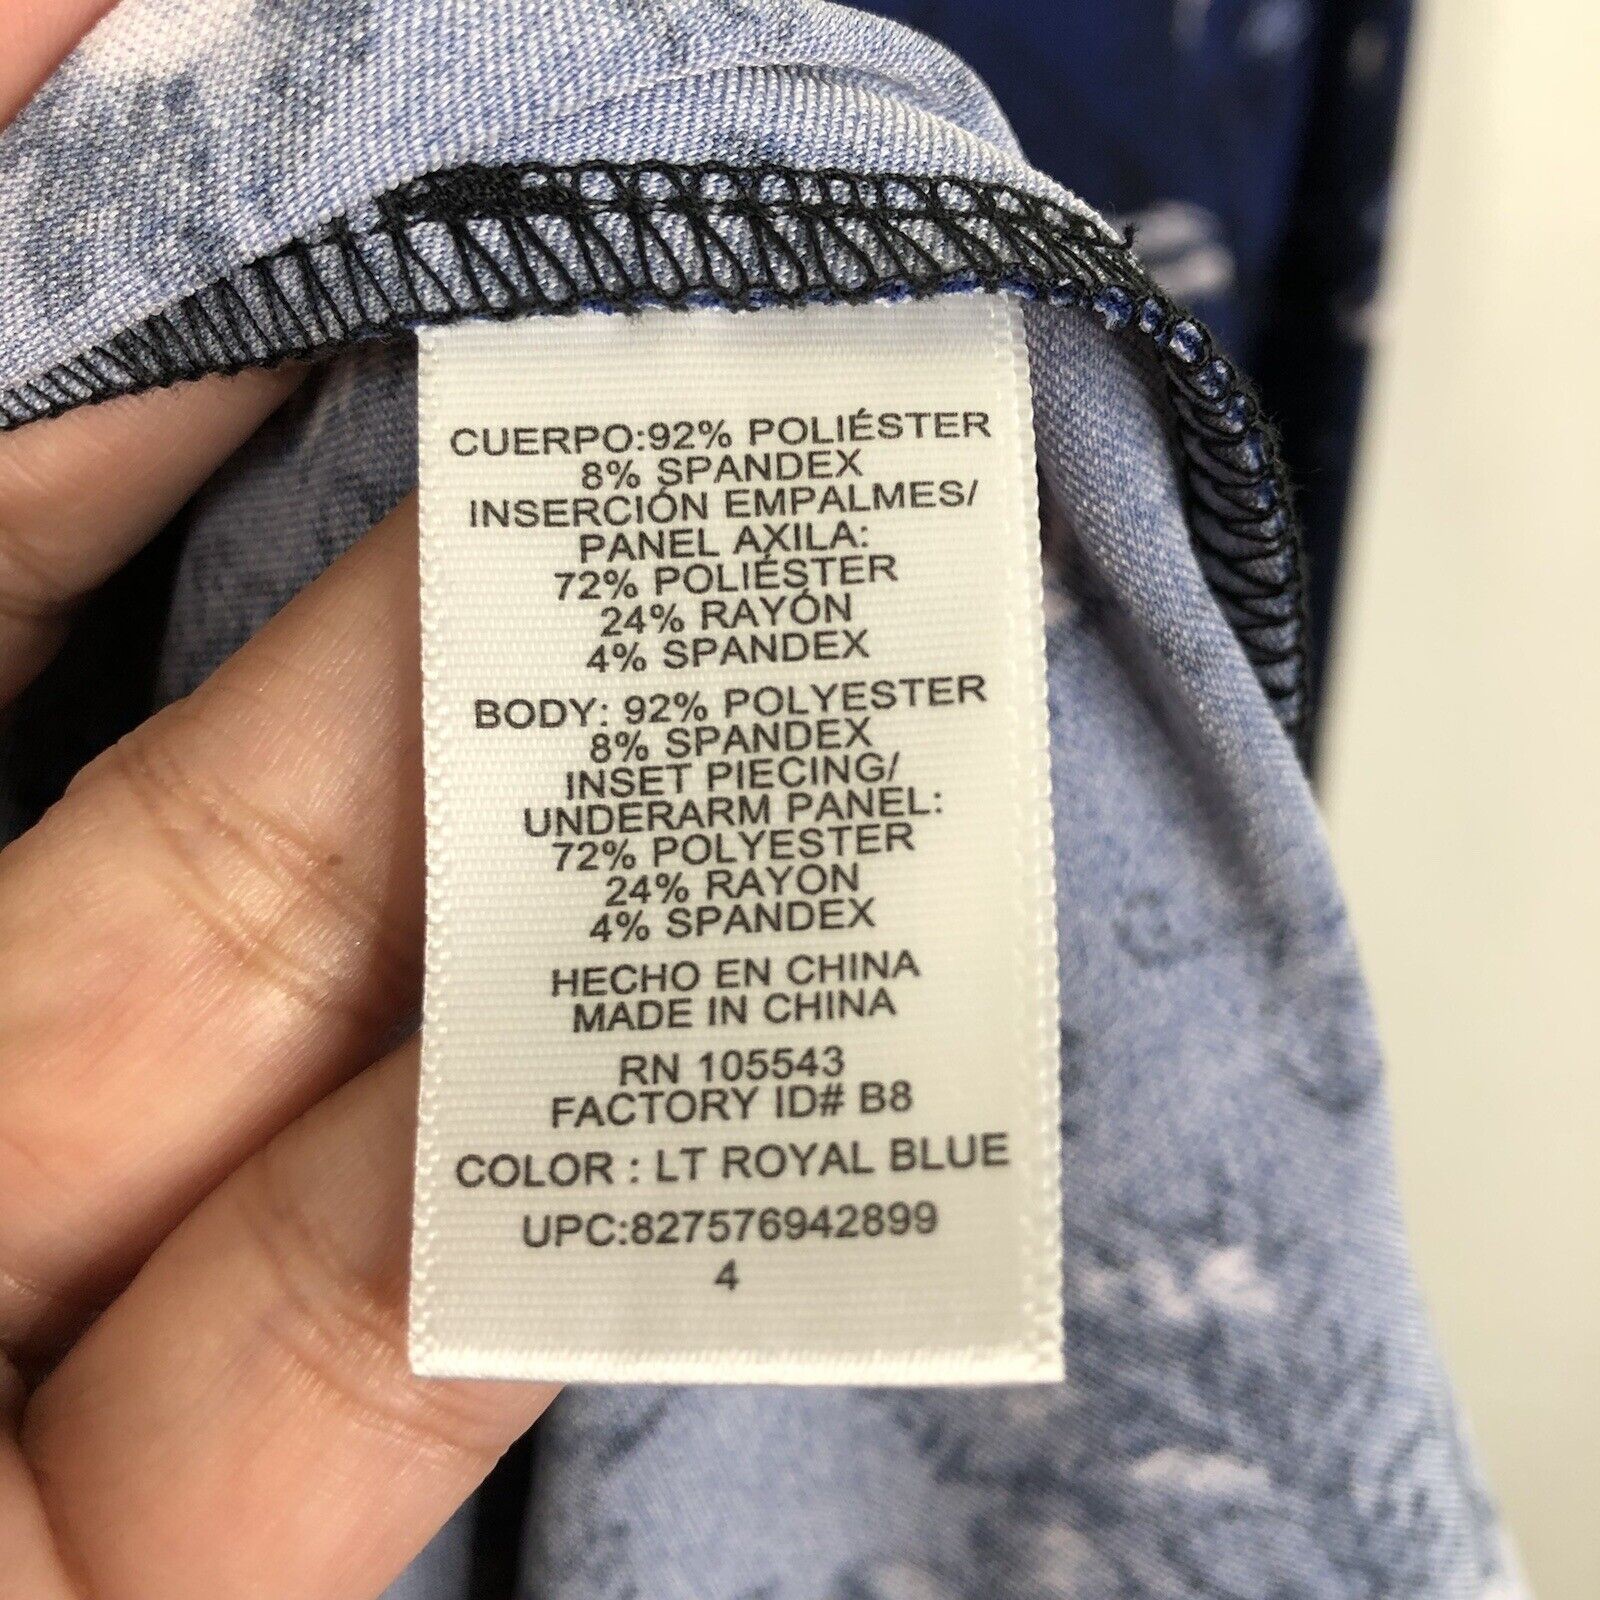 CUERPO:92% POLIÉSTER
8% SPANDEX
INSERCIÓN EMPALMES/
PANEL AXILA:
72% POLIÉSTER
24% RAYÓN
4% SPANDEX
BODY: 92% POLYESTER
8% SPANDEX
INSET PIECING/
UNDERARM PANEL:
72% POLYESTER
24% RAYON
4% SPANDEX
HECHO EN CHINA
MADE IN CHINA
RN 105543
FACTORY ID# B8
COLOR : LT ROYAL BLUE
UPC:827576942899
4